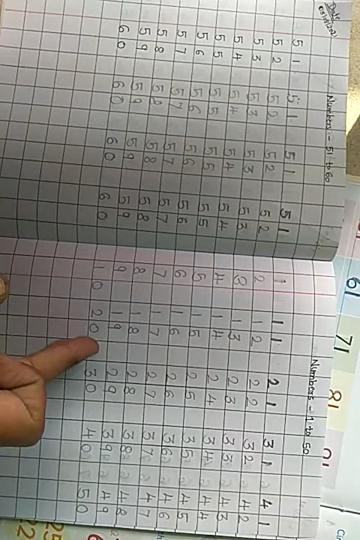 Date
Numbers:- 51 to 60
51 51 51 51
52 52 52 52
53 53 53 53
54 54 54 54
55 55 55 55
56 56 56 56
57 57 57 57
58 58 58 58
59 59 59 59
60 60 60 60
Numbers - 1 to 50
1 11 21 31 41
2 12 22 32 42
3 13 23 33 43
4 14 24 34 44
5 15 25 35 45
6 16 26 36 46
7 17 27 37 47
8 18 28 38 48
9 19 29 39 49
10 20 30 40 50
61 71 81